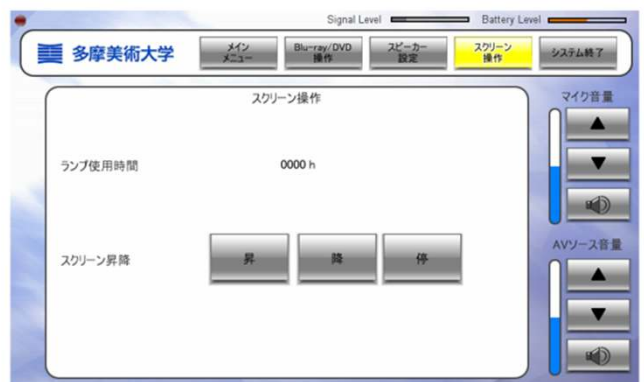 Signal Level
Battery Level
多摩美術大学
メイン
メニュー
Blu-ray/DVD
操作
スピーカー
設定
スクリーン
操作
システム終了
スクリーン操作
マイク音量
ランプ使用時間
0000 h
AVソース音量
スクリーン昇降
昇
降
停